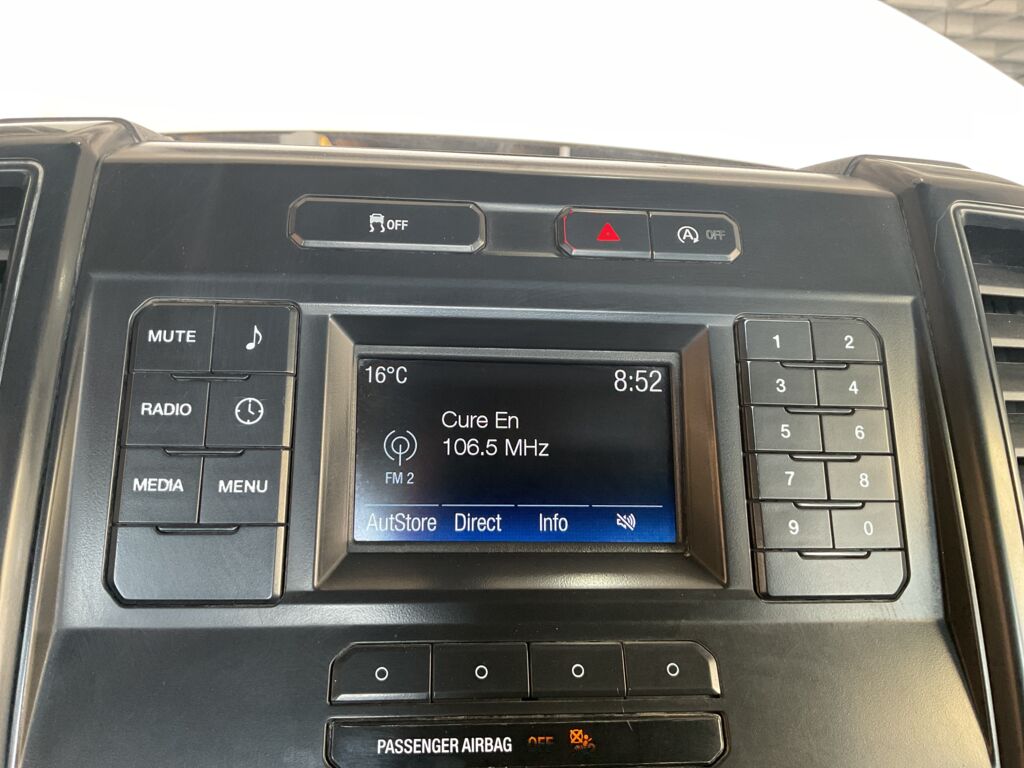 OFF
A OFF
MUTE
RADIO
MEDIA MENU
16°C 8:52
Cure En
106.5 MHz
FM 2
AutStore Direct Info
1 2
3 4
5 6
7 8
9 0
PASSENGER AIRBAG OFF